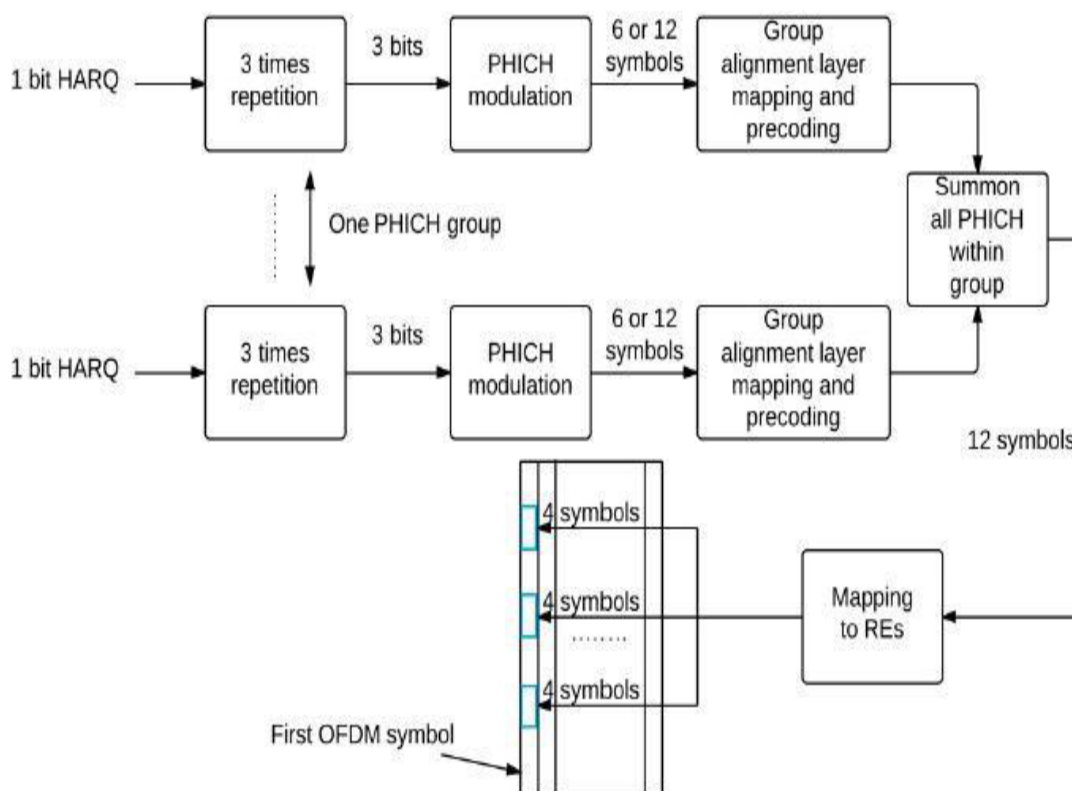 1 bit HARQ
3 times
repetition
3 bits
PHICH
modulation
6 or 12
symbols
Group
alignment layer
mapping and
precoding
Summon
all PHICH
within
group
One PHICH group
1 bit HARQ
3 times
repetition
3 bits
PHICH
modulation
6 or 12
symbols
Group
alignment layer
mapping and
precoding
12 symbols
4 symbols
4 symbols
4 symbols
Mapping
to REs
First OFDM symbol